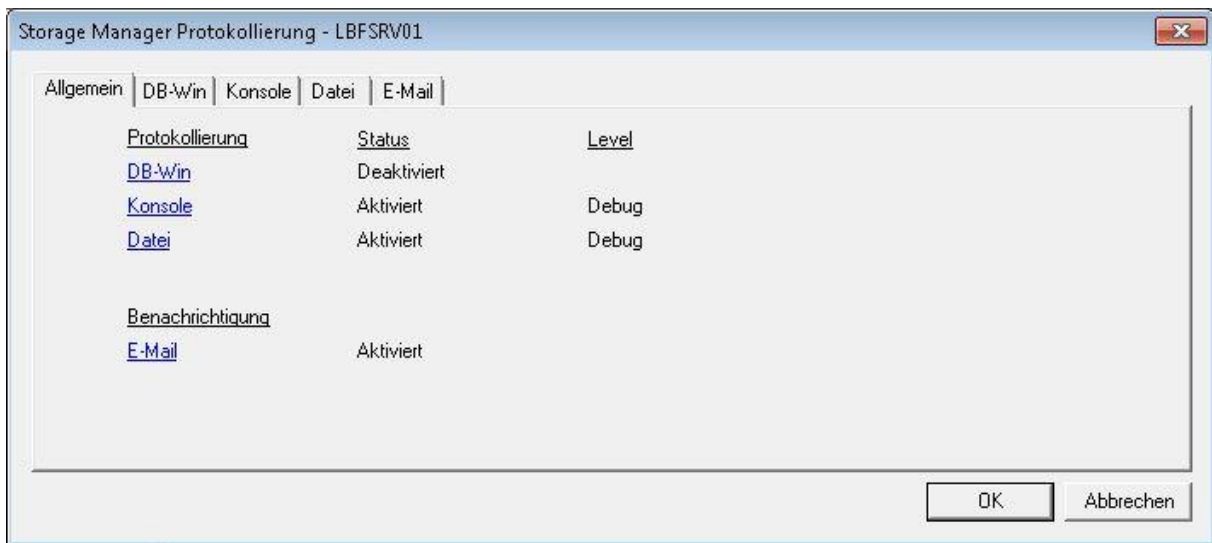 Storage Manager Protokollierung - LBFSRV01
Allgemein DB-Win Konsole Datei E-Mail
Protokollierung Status Level
DB-Win Deaktiviert
Konsole Aktiviert Debug
Datei Aktiviert Debug
Benachrichtigung
E-Mail Aktiviert
OK Abbrechen